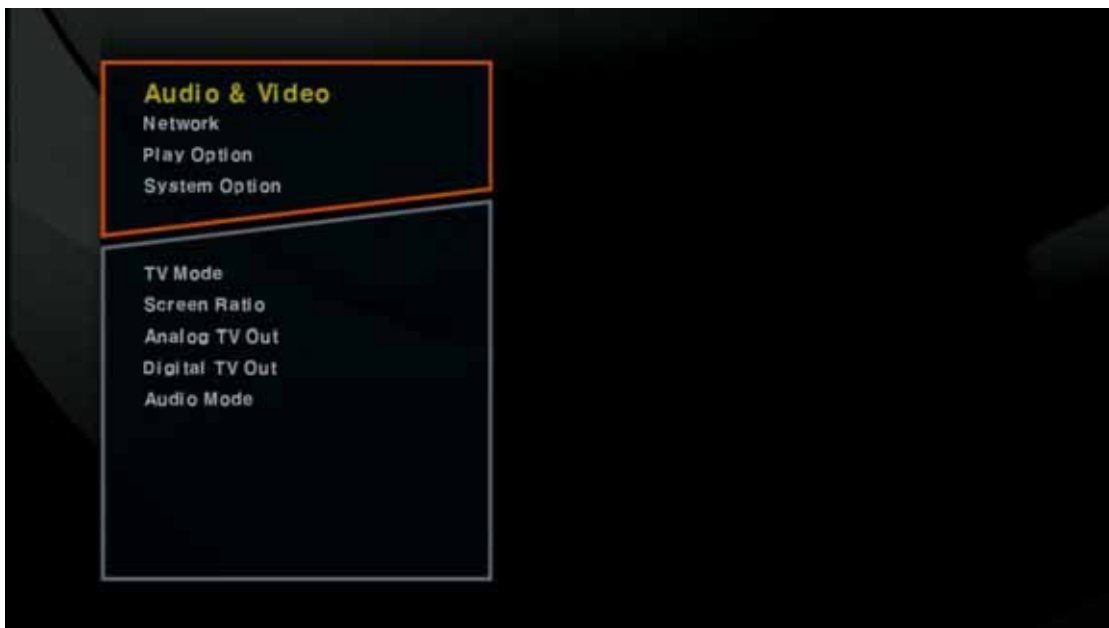 Audio & Video
Network
Play Option
System Option
TV Mode
Screen Ratio
Analog TV Out
Digital TV Out
Audio Mode